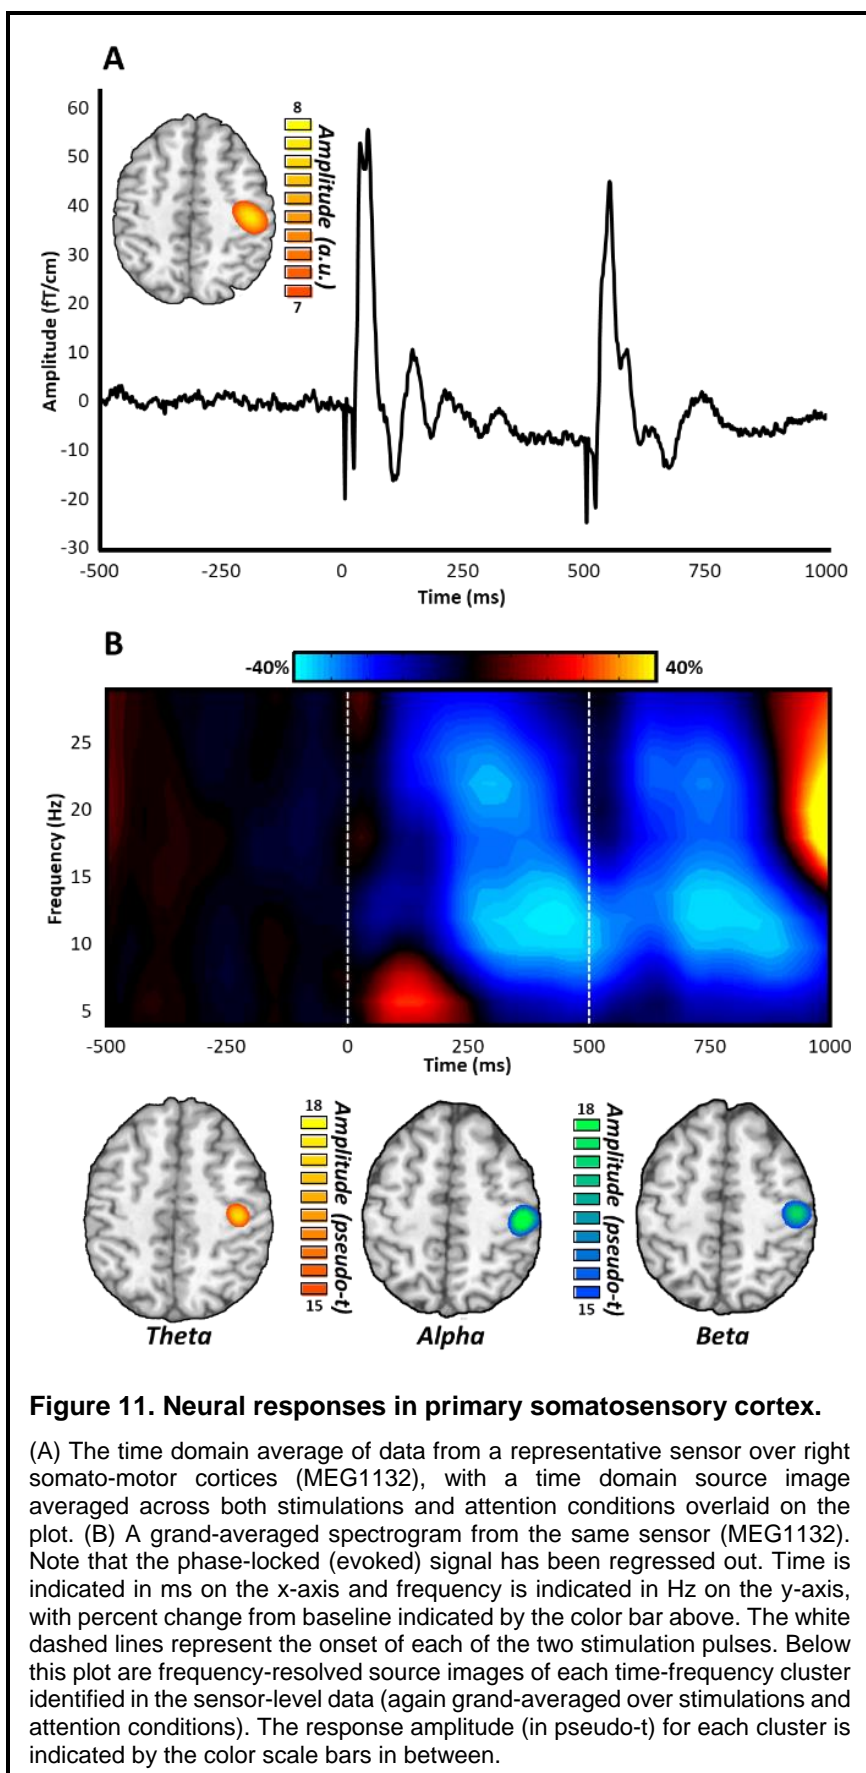 A
60
50
40
30
20
10
0
-10
-20
-30
Amplitude (fT/cm)
8
Amplitude (a.u.)
7
-500
-250
0
250
500
750
1000
Time (ms)
B
-40%
40%
25
20
15
10
5
Frequency (Hz)
-500
-250
0
250
500
750
1000
Time (ms)
18
Amplitude (pseudo-t)
15
18
Amplitude (pseudo-t)
15
Theta
Alpha
Beta
Figure 11. Neural responses in primary somatosensory cortex.
(A) The time domain average of data from a representative sensor over right
somato-motor cortices (MEG1132), with a time domain source image
averaged across both stimulations and attention conditions overlaid on the
plot. (B) A grand-averaged spectrogram from the same sensor (MEG1132).
Note that the phase-locked (evoked) signal has been regressed out. Time is
indicated in ms on the x-axis and frequency is indicated in Hz on the y-axis,
with percent change from baseline indicated by the color bar above. The white
dashed lines represent the onset of each of the two stimulation pulses. Below
this plot are frequency-resolved source images of each time-frequency cluster
identified in the sensor-level data (again grand-averaged over stimulations and
attention conditions). The response amplitude (in pseudo-t) for each cluster is
indicated by the color scale bars in between.